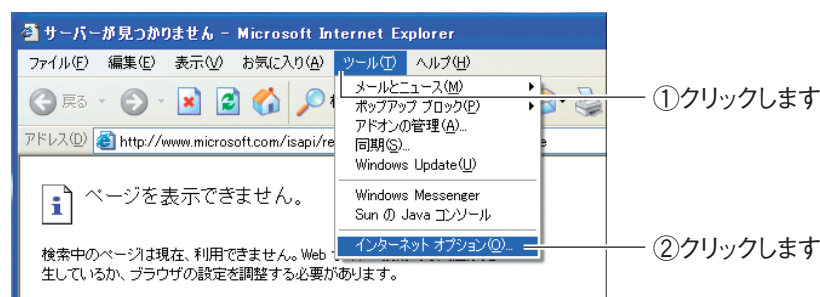 サーバーが見つかりません - Microsoft Internet Explorer
ファイル(F) 編集(E) 表示(V) お気に入り(A) ツール(T) ヘルプ(H)
戻る
メールとニュース(M)
ポップアップ ブロック(P)
アドオンの管理(A)...
同期(S)...
Windows Update(U)
Windows Messenger
Sun の Java コンソール
インターネット オプション(O)...
①クリックします
②クリックします
アドレス(D) http://www.microsoft.com/isapi/re
ページを表示できません。
検索中のページは現在、利用できません。Web
生しているか、ブラウザの設定を調整する必要があります。